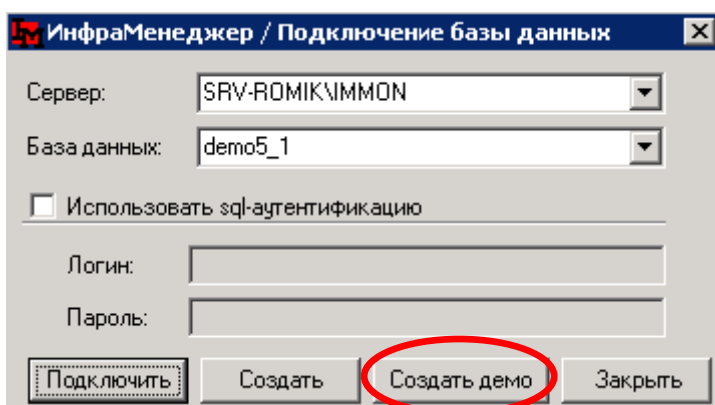 ИнфраМенеджер / Подключение базы данных
Сервер: SRV-ROMIK\IMMON
База данных: demo5_1
Использовать sql-аутентификацию
Логин:
Пароль:
Подключить Создать Создать демо Закрыть